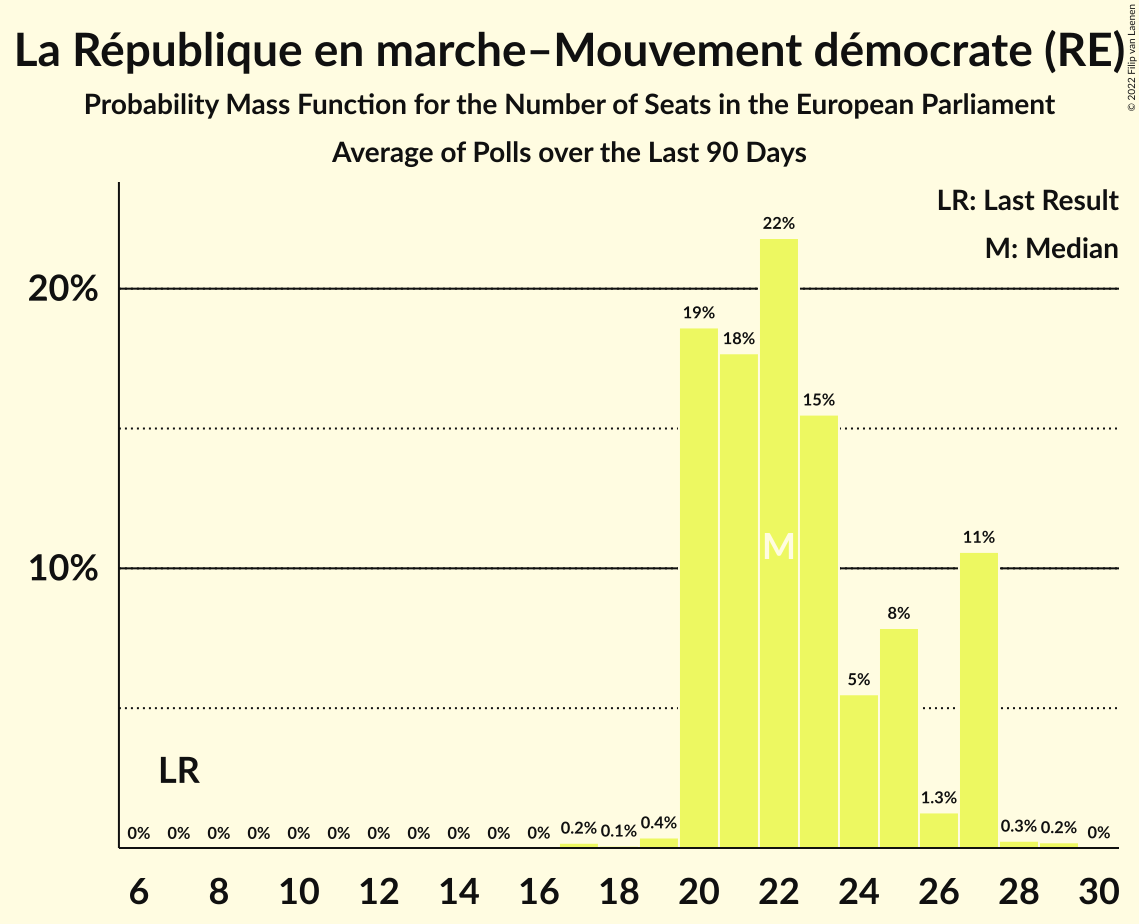 La République en marche–Mouvement démocrate (RE)
Probability Mass Function for the Number of Seats in the European Parliament
Average of Polls over the Last 90 Days
© 2022 Filip van Laenen
LR: Last Result
M: Median
22%
20%
19%
18%
15%
M
10%
11%
8%
5%
LR
0% 0% 0% 0% 0% 0% 0% 0% 0% 0% 0% 0.2% 0.1% 0.4% 1.3% 0.3% 0.2% 0%
6 8 10 12 14 16 18 20 22 24 26 28 30